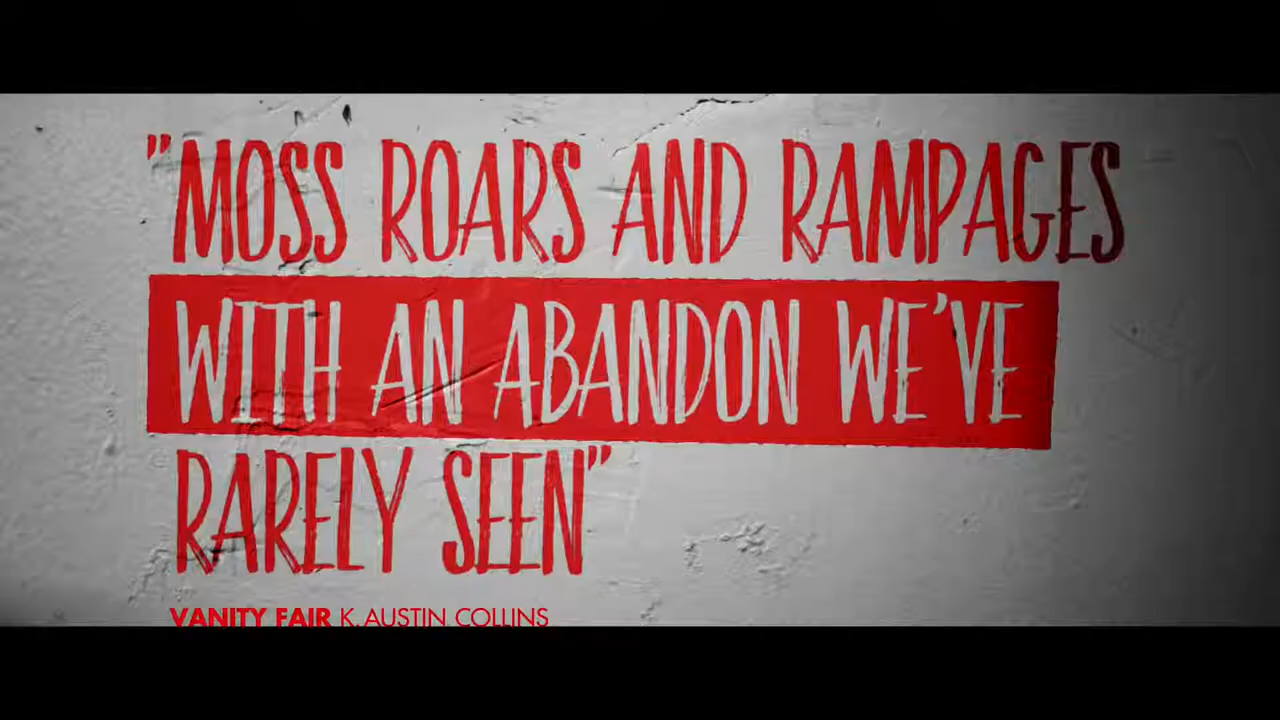 "MOSS ROARS AND RAMPAGES
WITH AN ABANDON WE'VE
RARELY SEEN"
VANITY FAIR K. AUSTIN COLLINS